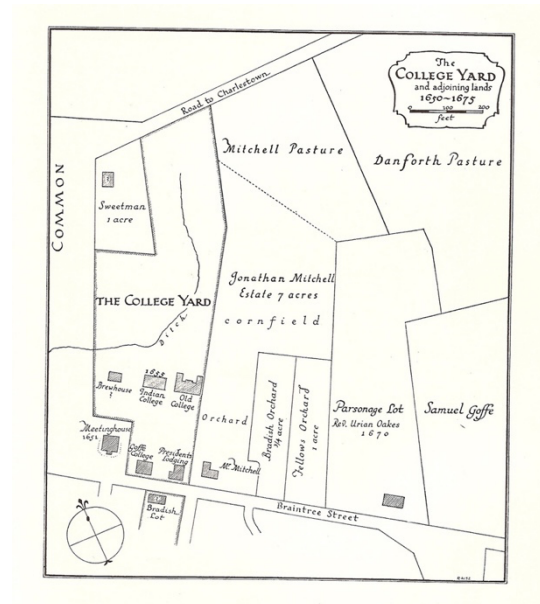 The
COLLEGE YARD
and adjoining lands
1650~1675
0 100 200
feet
Road to Charlestown
Mitchell Pasture
Danforth Pasture
COMMON
Sweetman
1 acre
Jonathan Mitchell
Estate 7 acres
cornfield
THE COLLEGE YARD
Ditch
1655
Brewhouse
?
Indian
College
Old
College
Orchard
Bradish Orchard
3/4 acre
Fellows Orchard
1 acre
Parsonage Lot
Rev. Urian Oakes
1670
Samuel Goffe
Meetinghouse
1652
Goffe
College
Presidents
Lodging
Mr. Mitchell
Bradish
Lot
Braintree Street